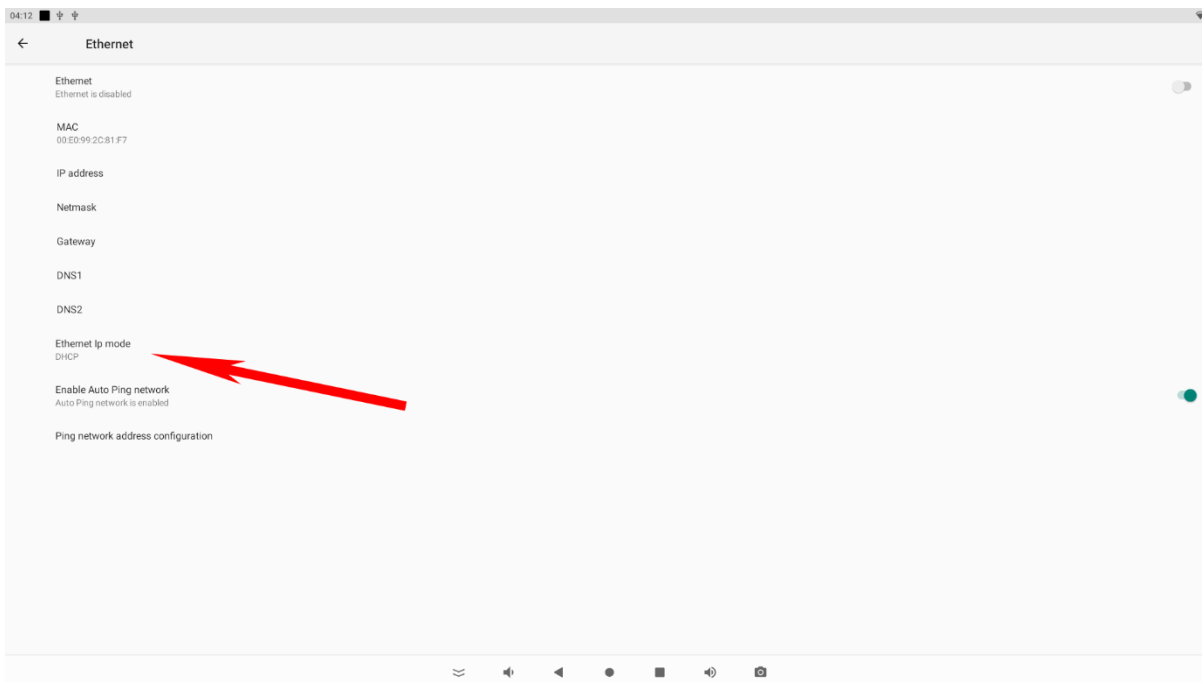 04:12
Ethernet
Ethernet
Ethernet is disabled
MAC
00:E0:99:2C:81:F7
IP address
Netmask
Gateway
DNS1
DNS2
Ethernet Ip mode
DHCP
Enable Auto Ping network
Auto Ping network is enabled
Ping network address configuration